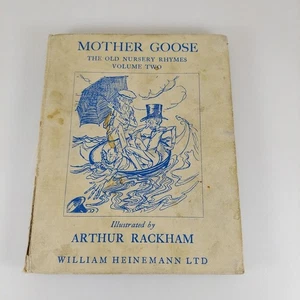 MOTHER GOOSE
THE OLD NURSERY RHYMES
VOLUME TWO
Illustrated by
ARTHUR RACKHAM
WILLIAM HEINEMANN LTD